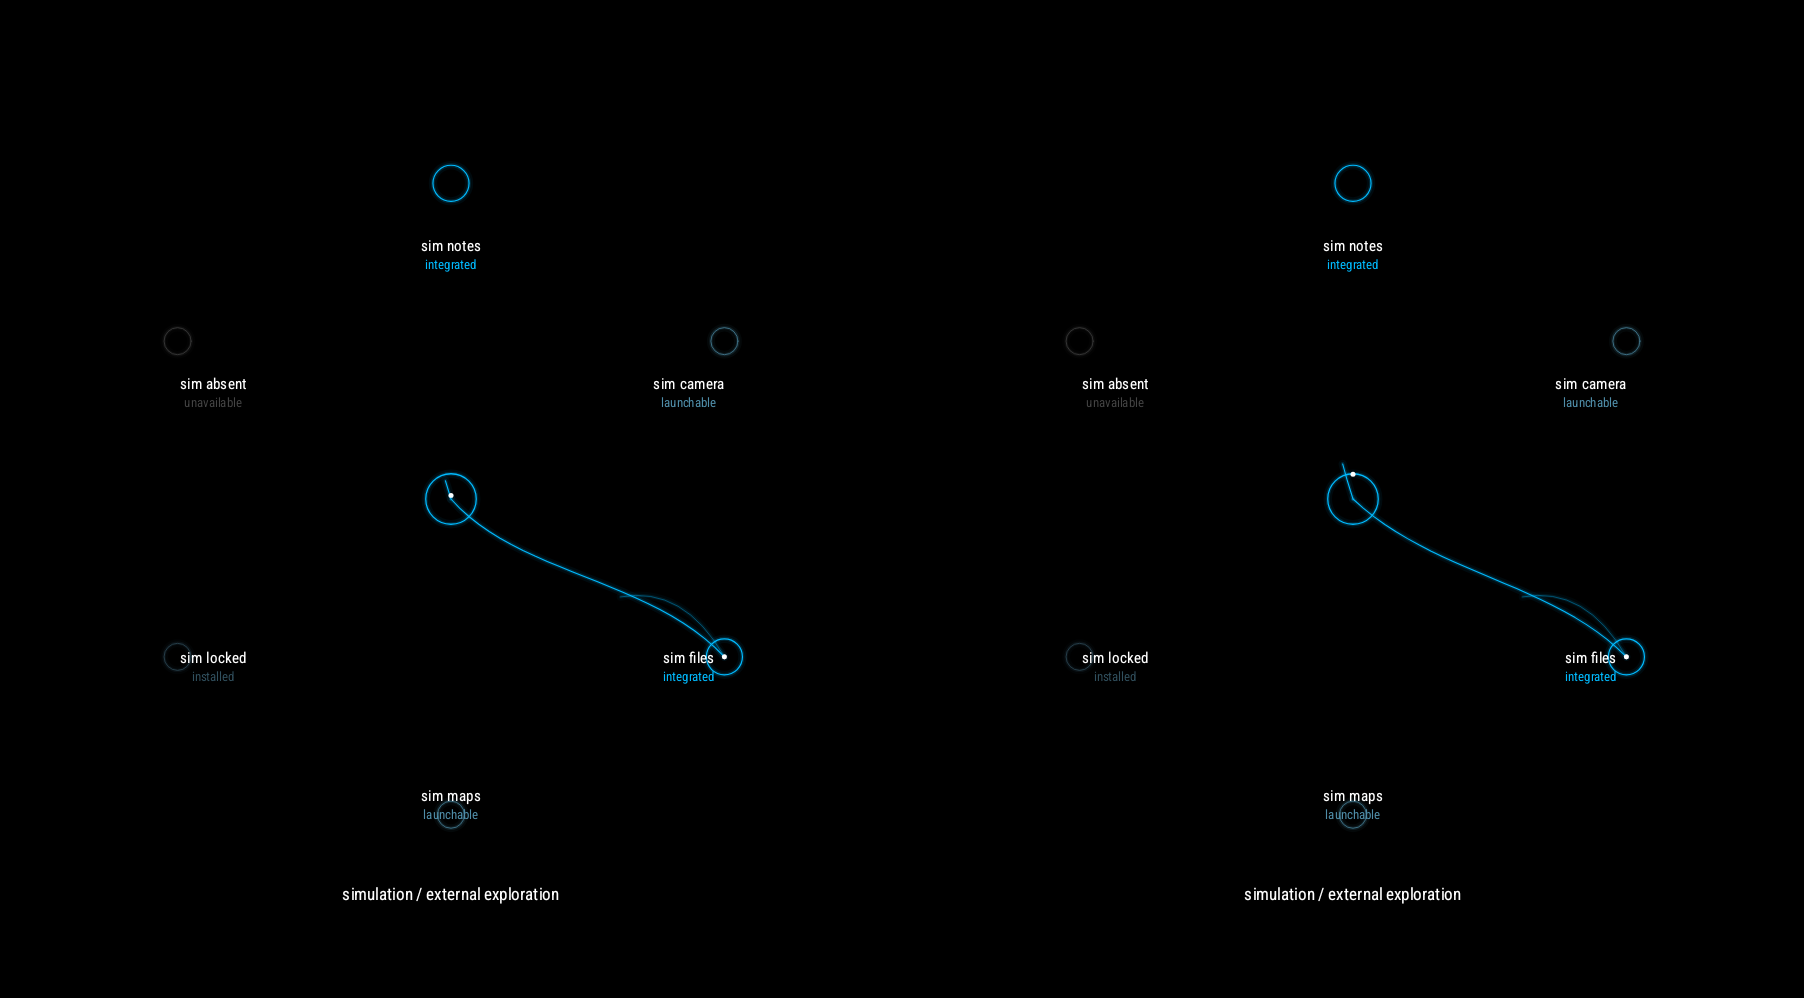 sim notes
integrated
sim absent
unavailable
sim camera
launchable
sim locked
installed
sim files
integrated
sim maps
launchable
simulation / external exploration
sim notes
integrated
sim absent
unavailable
sim camera
launchable
sim locked
installed
sim files
integrated
sim maps
launchable
simulation / external exploration